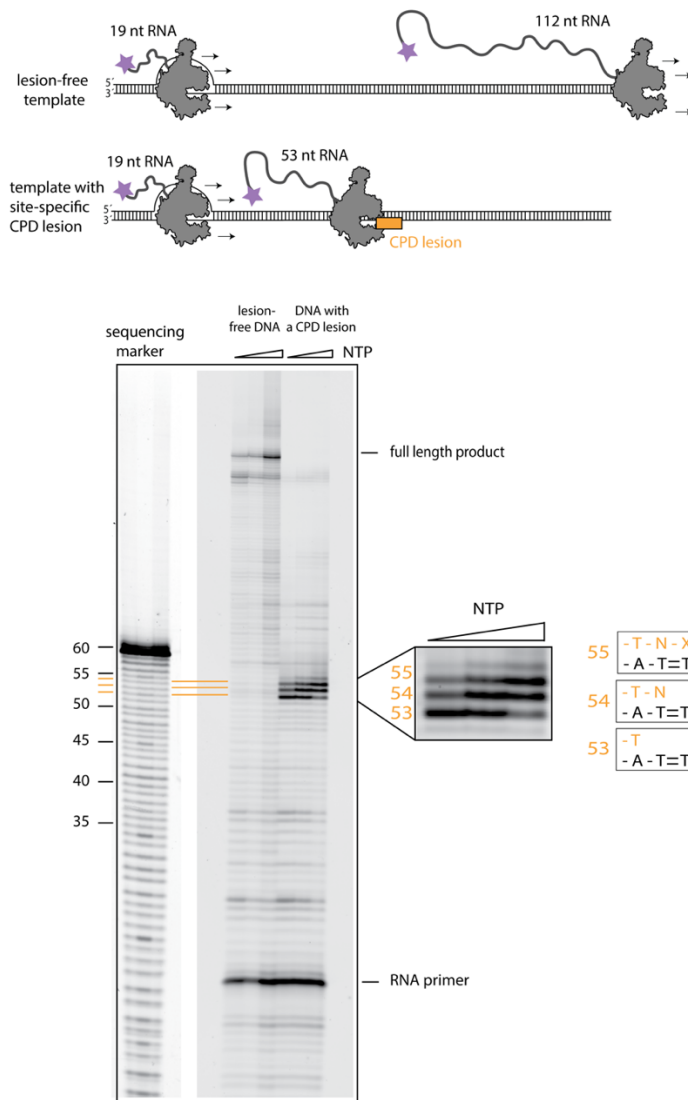 19 nt RNA
112 nt RNA
lesion-free
template
5´
3´
19 nt RNA
53 nt RNA
template with
site-specific
CPD lesion
5´
3´
CPD lesion
lesion-
free DNA
DNA with
a CPD lesion
sequencing
marker
NTP
full length product
NTP
60
55
50
45
40
35
55
54
53
55
-T - N - X
- A - T=T
54
-T - N
- A - T=T
53
-T
- A - T=T
RNA primer